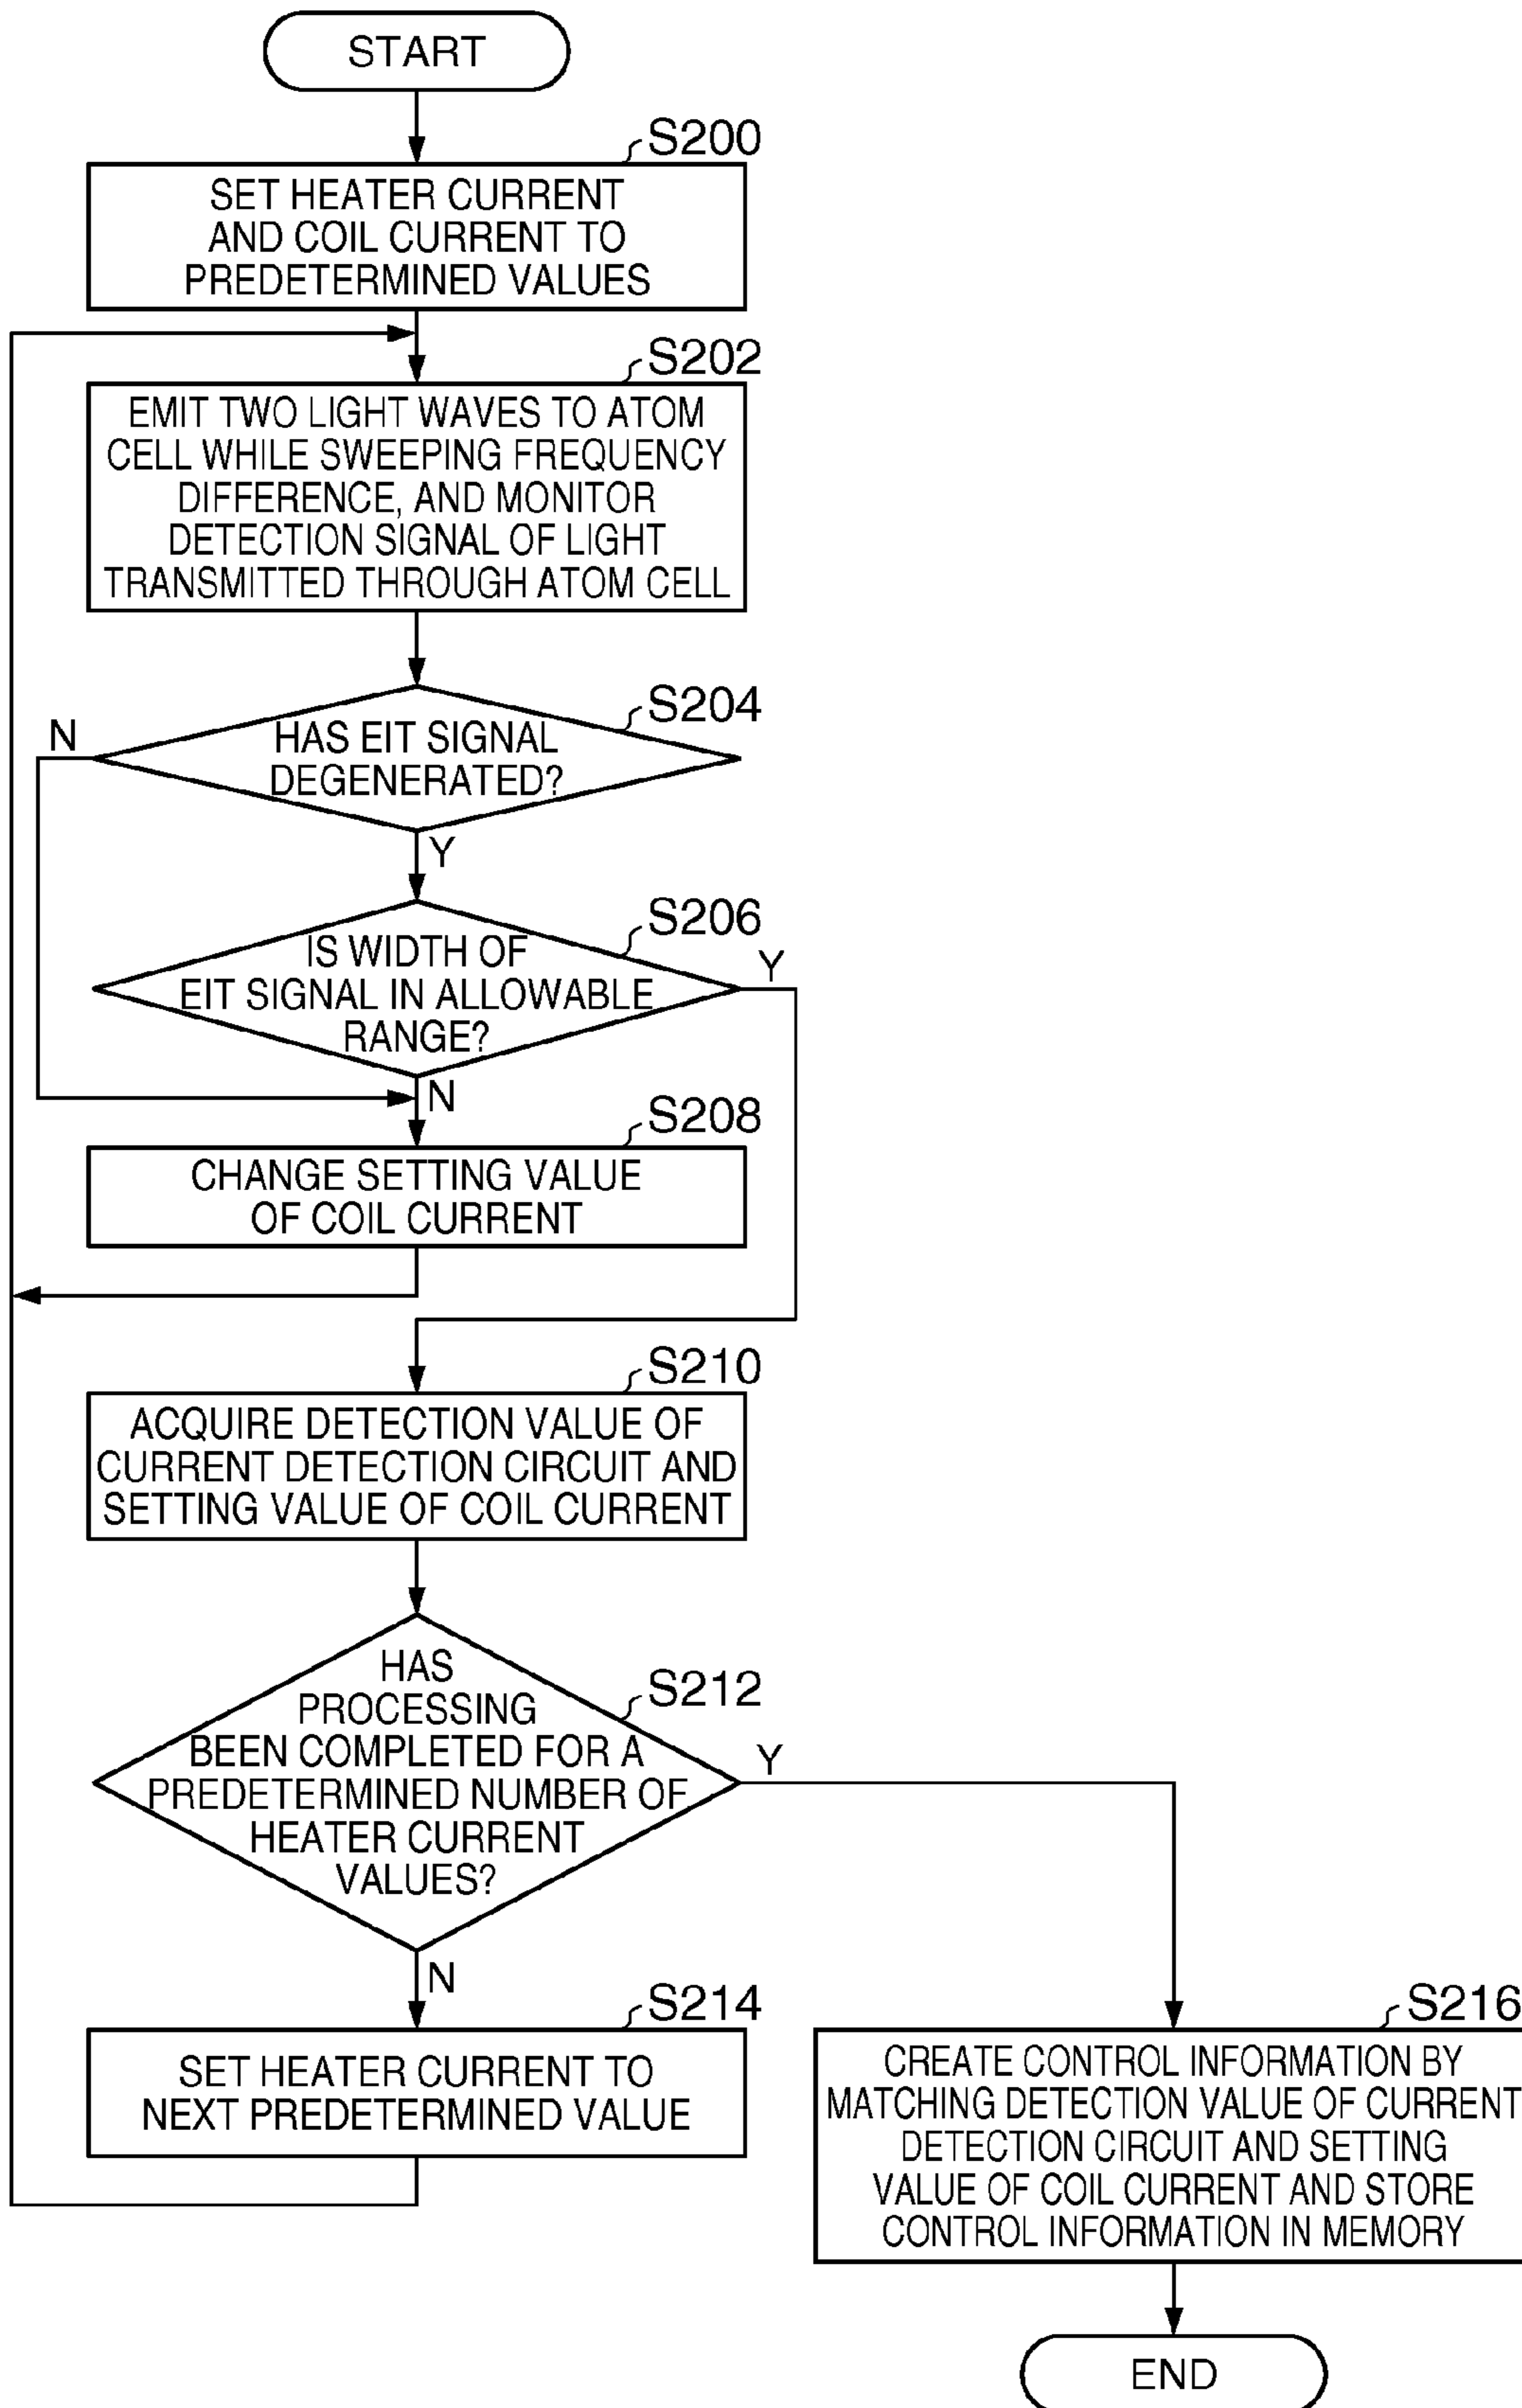 START
S200
SET HEATER CURRENT
AND COIL CURRENT TO
PREDETERMINED VALUES
S202
EMIT TWO LIGHT WAVES TO ATOM
CELL WHILE SWEEPING FREQUENCY
DIFFERENCE, AND MONITOR
DETECTION SIGNAL OF LIGHT
TRANSMITTED THROUGH ATOM CELL
S204
N
HAS EIT SIGNAL
DEGENERATED?
Y
S206
IS WIDTH OF
EIT SIGNAL IN ALLOWABLE
RANGE?
Y
N
S208
CHANGE SETTING VALUE
OF COIL CURRENT
S210
ACQUIRE DETECTION VALUE OF
CURRENT DETECTION CIRCUIT AND
SETTING VALUE OF COIL CURRENT
S212
HAS
PROCESSING
BEEN COMPLETED FOR A
PREDETERMINED NUMBER OF
HEATER CURRENT
VALUES?
Y
N
S214
SET HEATER CURRENT TO
NEXT PREDETERMINED VALUE
S216
CREATE CONTROL INFORMATION BY
MATCHING DETECTION VALUE OF CURRENT
DETECTION CIRCUIT AND SETTING
VALUE OF COIL CURRENT AND STORE
CONTROL INFORMATION IN MEMORY
END